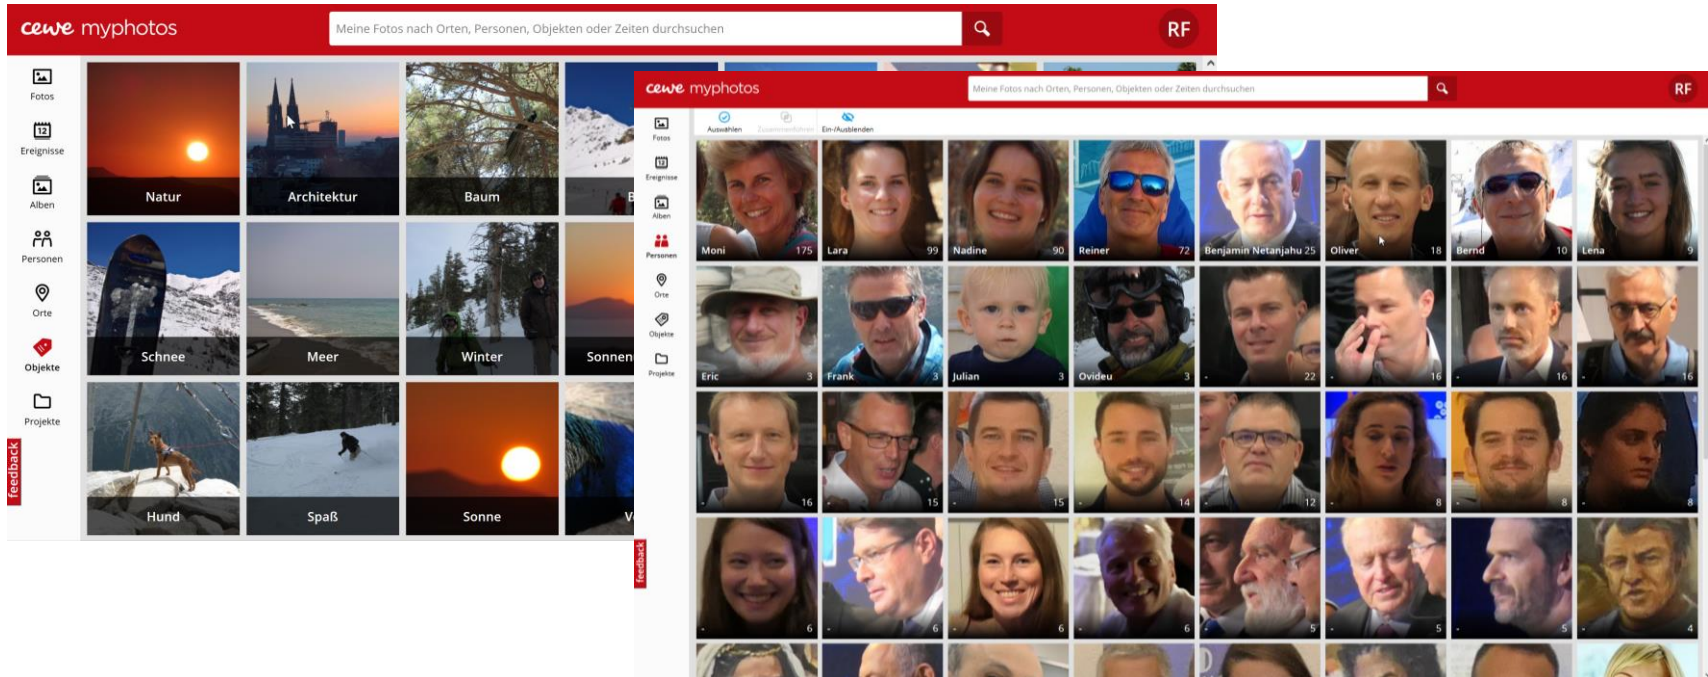 cewe myphotos
Meine Fotos nach Orten, Personen, Objekten oder Zeiten durchsuchen
RF
Fotos
12
Ereignisse
Alben
Personen
Orte
Objekte
Projekte
feedback
Natur
Architektur
Baum
B
Schnee
Meer
Winter
Sonnen
Hund
Spaß
Sonne
V
cewe myphotos
Meine Fotos nach Orten, Personen, Objekten oder Zeiten durchsuchen
RF
Auswählen
Zusammenführen
Ein-/Ausblenden
Fotos
12
Ereignisse
Alben
Personen
Orte
Objekte
Projekte
feedback
Moni 175
Lara 99
Nadine 90
Reiner 72
Benjamin Netanjahu 25
Oliver 18
Bernd 10
Lena 9
Eric 3
Frank 3
Julian 3
Ovideu 3
- 22
- 16
- 16
- 16
- 16
- 15
- 15
- 14
- 12
- 8
- 8
- 8
- 6
- 6
- 6
- 6
- 5
- 5
- 5
- 4